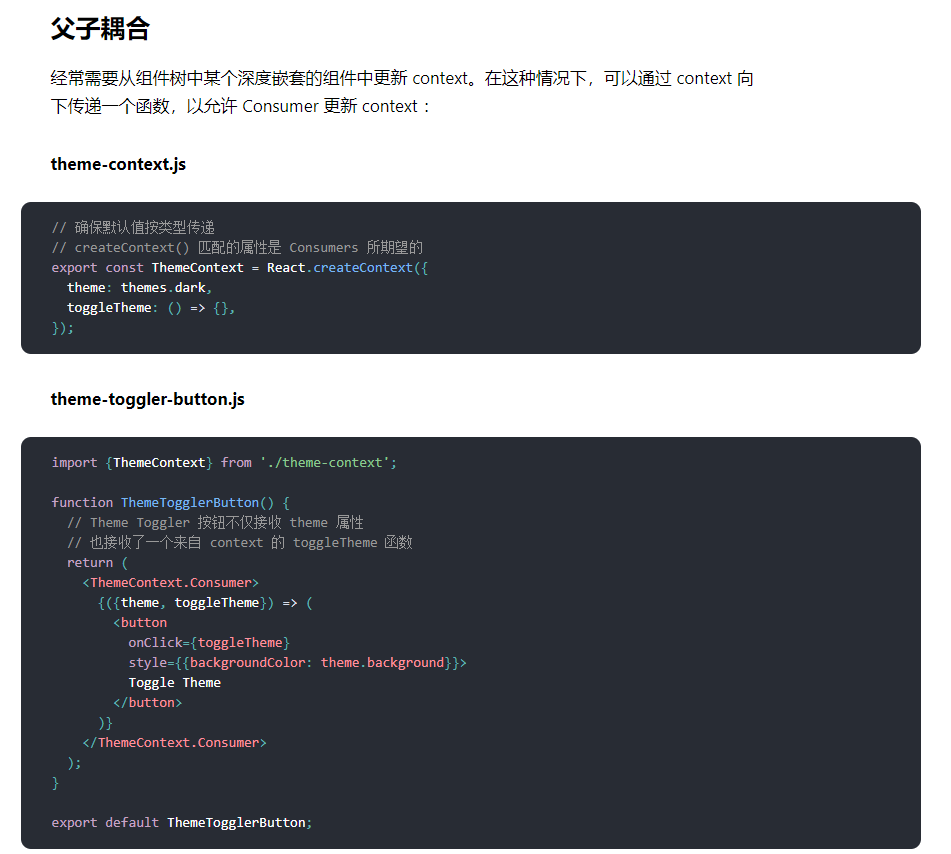 父子耦合
经常需要从组件树中某个深度嵌套的组件中更新 context。在这种情况下，可以通过 context 向
下传递一个函数，以允许 Consumer 更新 context ：
theme-context.js
// 确保默认值按类型传递
// createContext() 匹配的属性是 Consumers 所期望的
export const ThemeContext = React.createContext({
  theme: themes.dark,
  toggleTheme: () => {},
});
theme-toggler-button.js
import {ThemeContext} from './theme-context';
function ThemeTogglerButton() {
  // Theme Toggler 按钮不仅接收 theme 属性
  // 也接收了一个来自 context 的 toggleTheme 函数
  return (
    <ThemeContext.Consumer>
      {({theme, toggleTheme}) => (
        <button
          onClick={toggleTheme}
          style={{backgroundColor: theme.background}}>
          Toggle Theme
        </button>
      )}
    </ThemeContext.Consumer>
  );
}
export default ThemeTogglerButton;